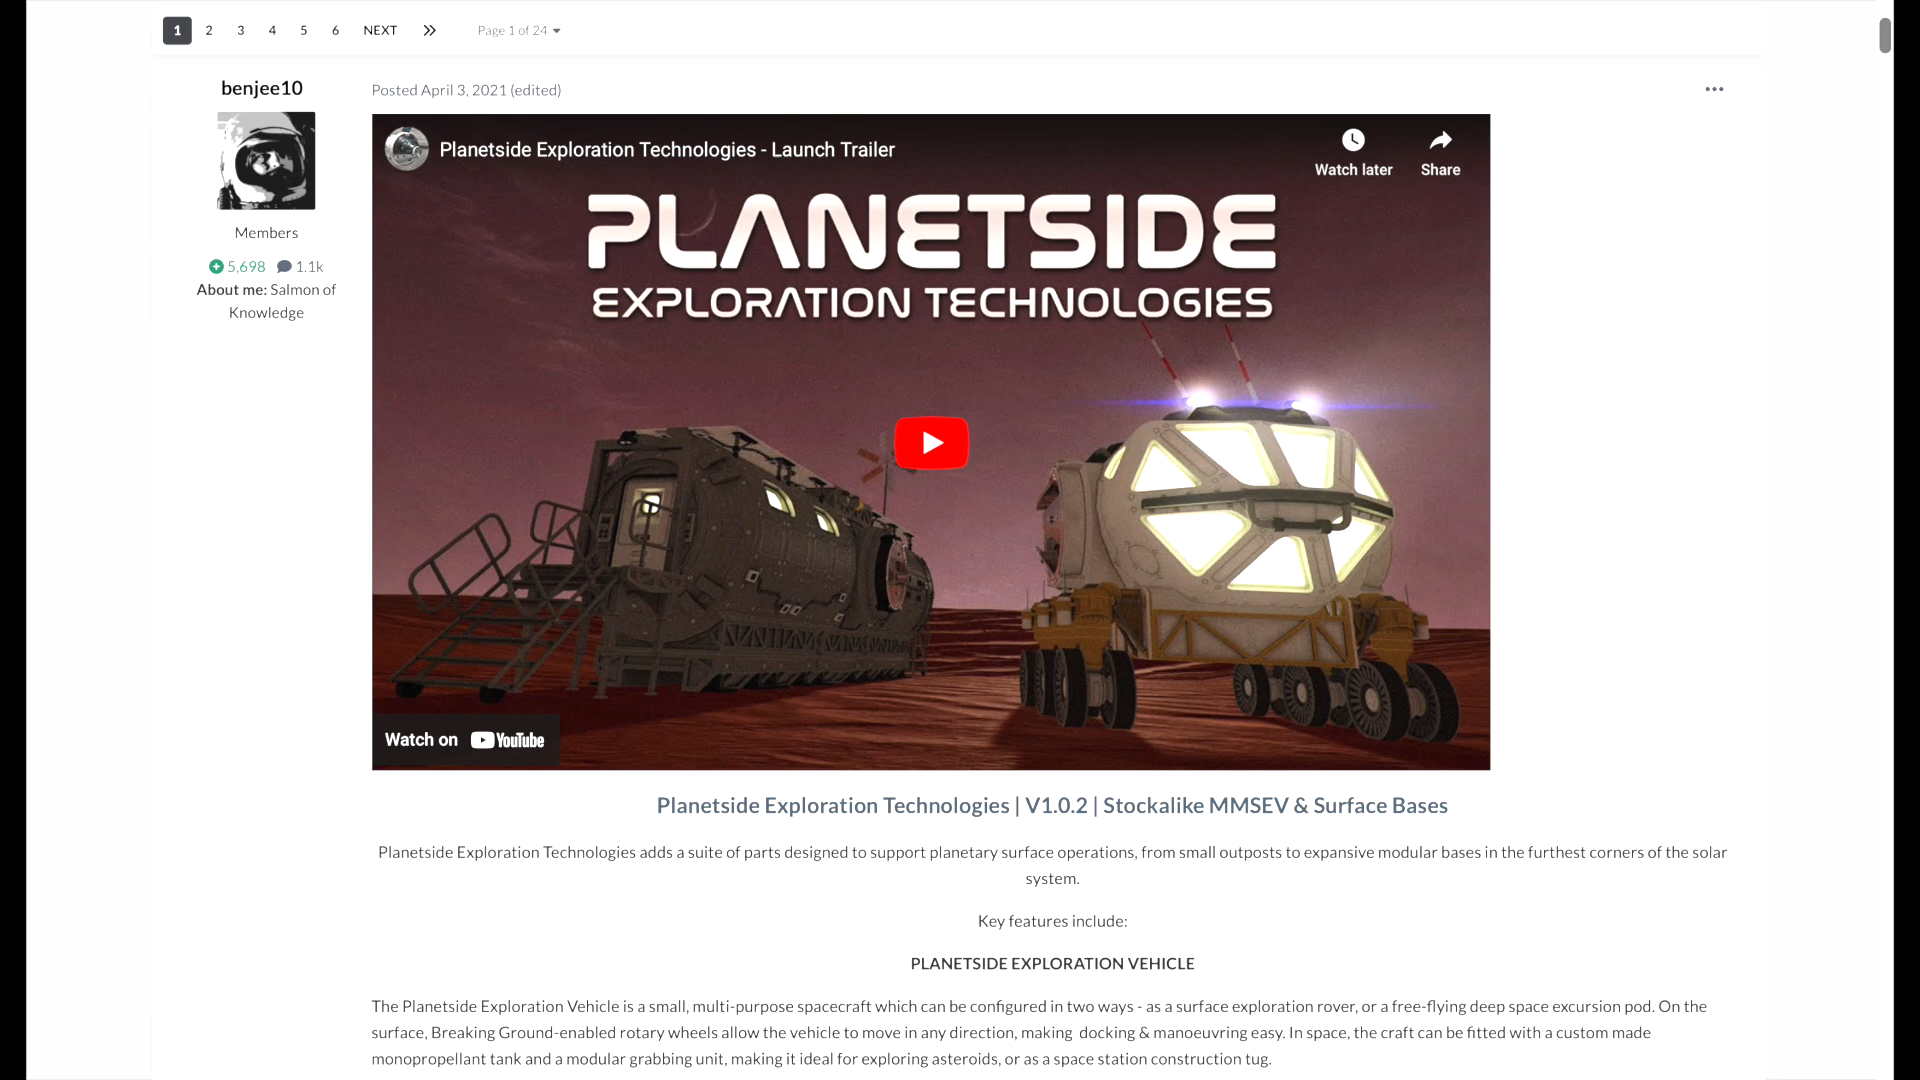 1 2 3 4 5 6 NEXT Page 1 of 24
benjee10
Posted April 3, 2021 (edited)
Planetside Exploration Technologies - Launch Trailer
Watch later
Share
PLANETSIDE
EXPLORATION TECHNOLOGIES
Members
5,698 1.1k
About me: Salmon of
Knowledge
Watch on YouTube
Planetside Exploration Technologies | V1.0.2 | Stockalike MMSEV & Surface Bases
Planetside Exploration Technologies adds a suite of parts designed to support planetary surface operations, from small outposts to expansive modular bases in the furthest corners of the solar
system.
Key features include:
PLANETSIDE EXPLORATION VEHICLE
The Planetside Exploration Vehicle is a small, multi-purpose spacecraft which can be configured in two ways - as a surface exploration rover, or a free-flying deep space excursion pod. On the
surface, Breaking Ground-enabled rotary wheels allow the vehicle to move in any direction, making docking & manoeuvring easy. In space, the craft can be fitted with a custom made
monopropellant tank and a modular grabbing unit, making it ideal for exploring asteroids, or as a space station construction tug.